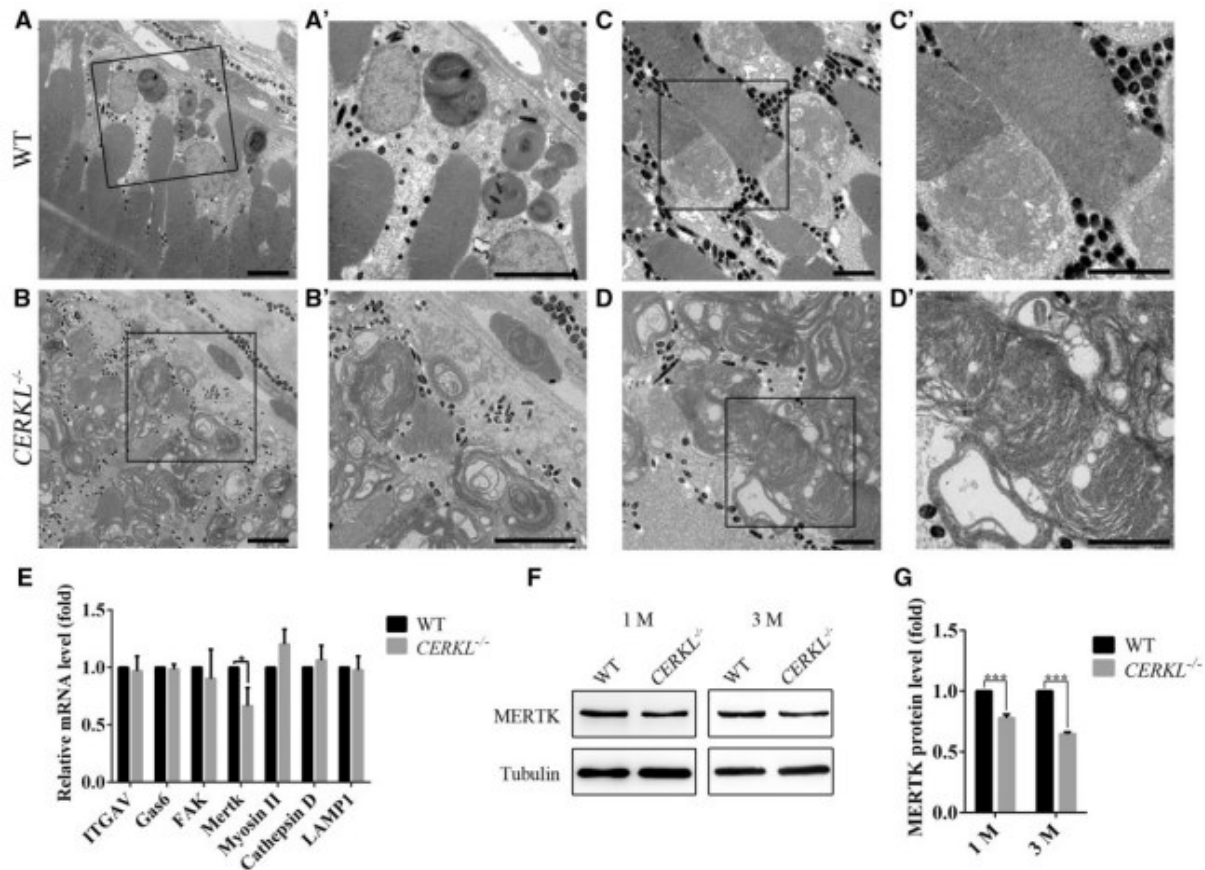 A A' C C'
WT
B B' D D'
CERKL-/-
E
Relative mRNA level (fold)
1.5
1.0
0.5
0.0
ITGAV
Gas6
FAK
Mertk
Myosin II
Cathepsin D
LAMP1
*
WT
CERKL-/-
F
1 M 3 M
WT CERKL-/- WT CERKL-/-
MERTK
Tubulin
G
MERTK protein level (fold)
1.5
1.0
0.5
0.0
*** ***
1 M 3 M
WT
CERKL-/-